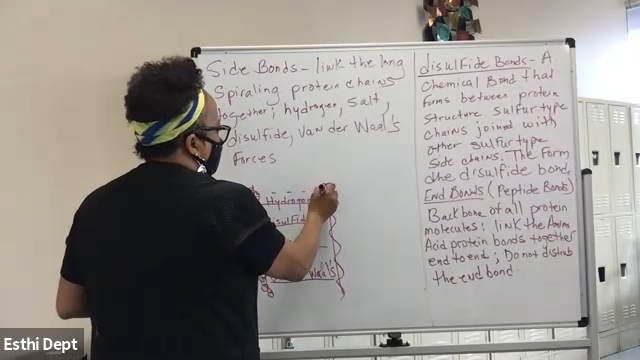 Side Bonds - link the long
Spiraling protein chains
together; hydrogen, salt,
disulfide, Van der Waal's
forces
Hydrogen
Waal's
disulfide Bonds - A
Chemical Bond that
forms between protein
structure sulfur type
chains joined with
other sulfur type
side chains. The form
the disulfide bond.
End Bonds (Peptide Bonds)
Backbone of all protein
molecules: link the Amino
Acid protein bonds together
end to end; Do not distrub
the end bond
Esthi Dept